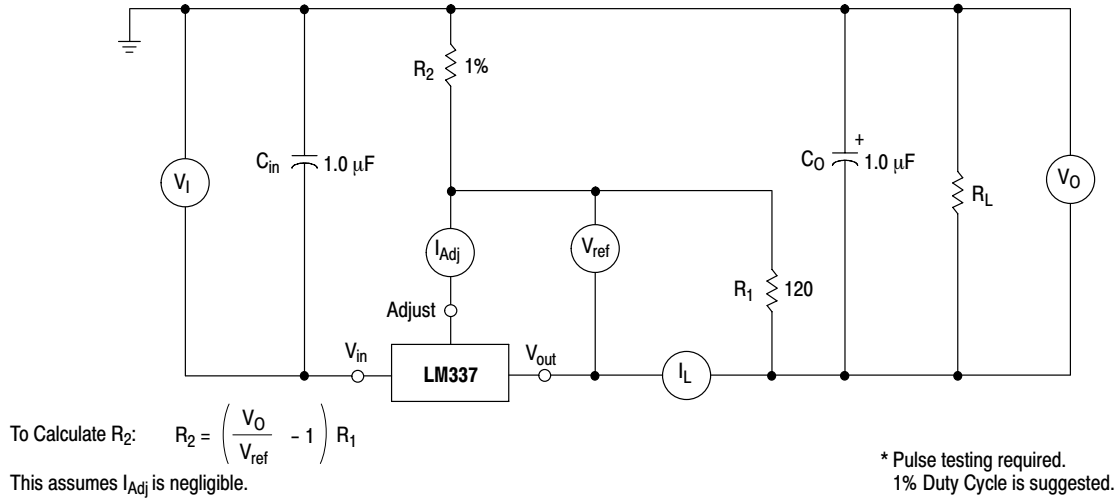 R2 1%
Cin 1.0 μF
CO + 1.0 μF
VI
RL
VO
IAdj
Vref
R1 120
Adjust
Vin
LM337
Vout
IL
To Calculate R2: R2 = (VO/Vref - 1) R1
This assumes IAdj is negligible.
* Pulse testing required.
1% Duty Cycle is suggested.